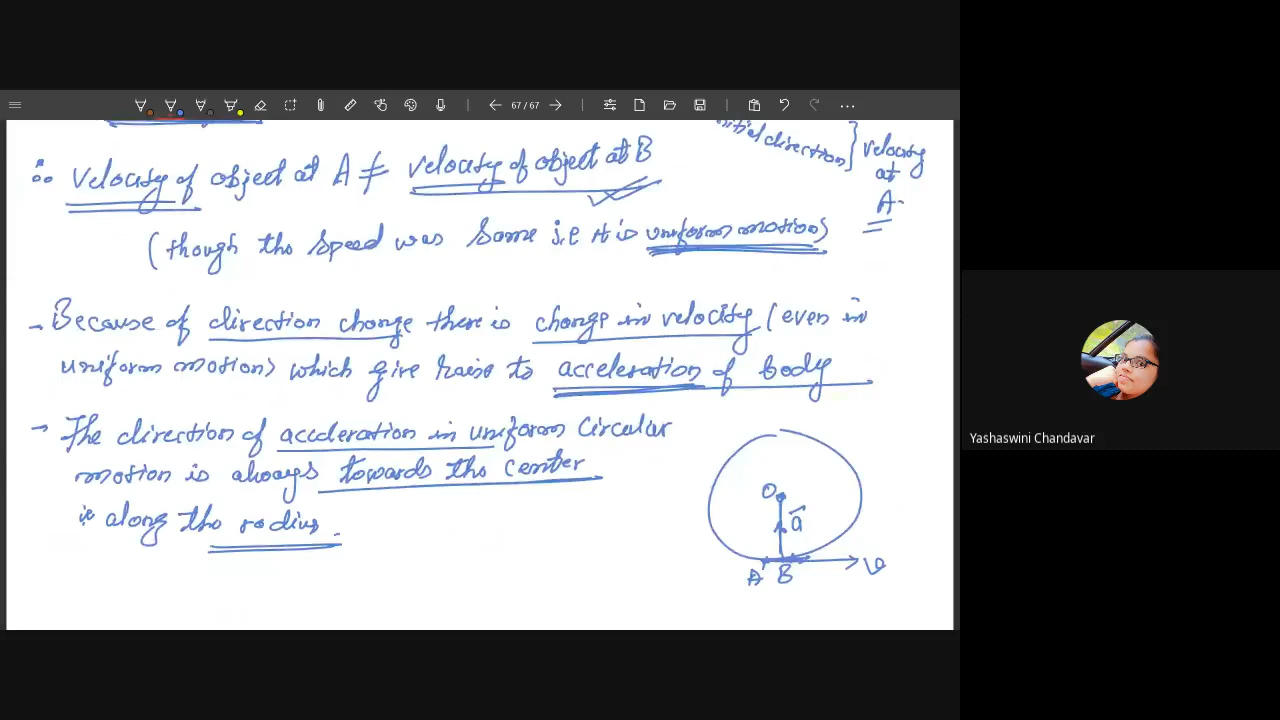 67/67
∴ Velocity of object at A ≠ velocity of object at B
initial direction } velocity at A.
(though the speed was same i.e it is uniform motion)
→ Because of direction change there is change in velocity (even in
uniform motion) which give raise to acceleration of body
→ The direction of acceleration in uniform circular
motion is always towards the center
ie along the radius.
O
a⃗
A B v
Yashaswini Chandavar